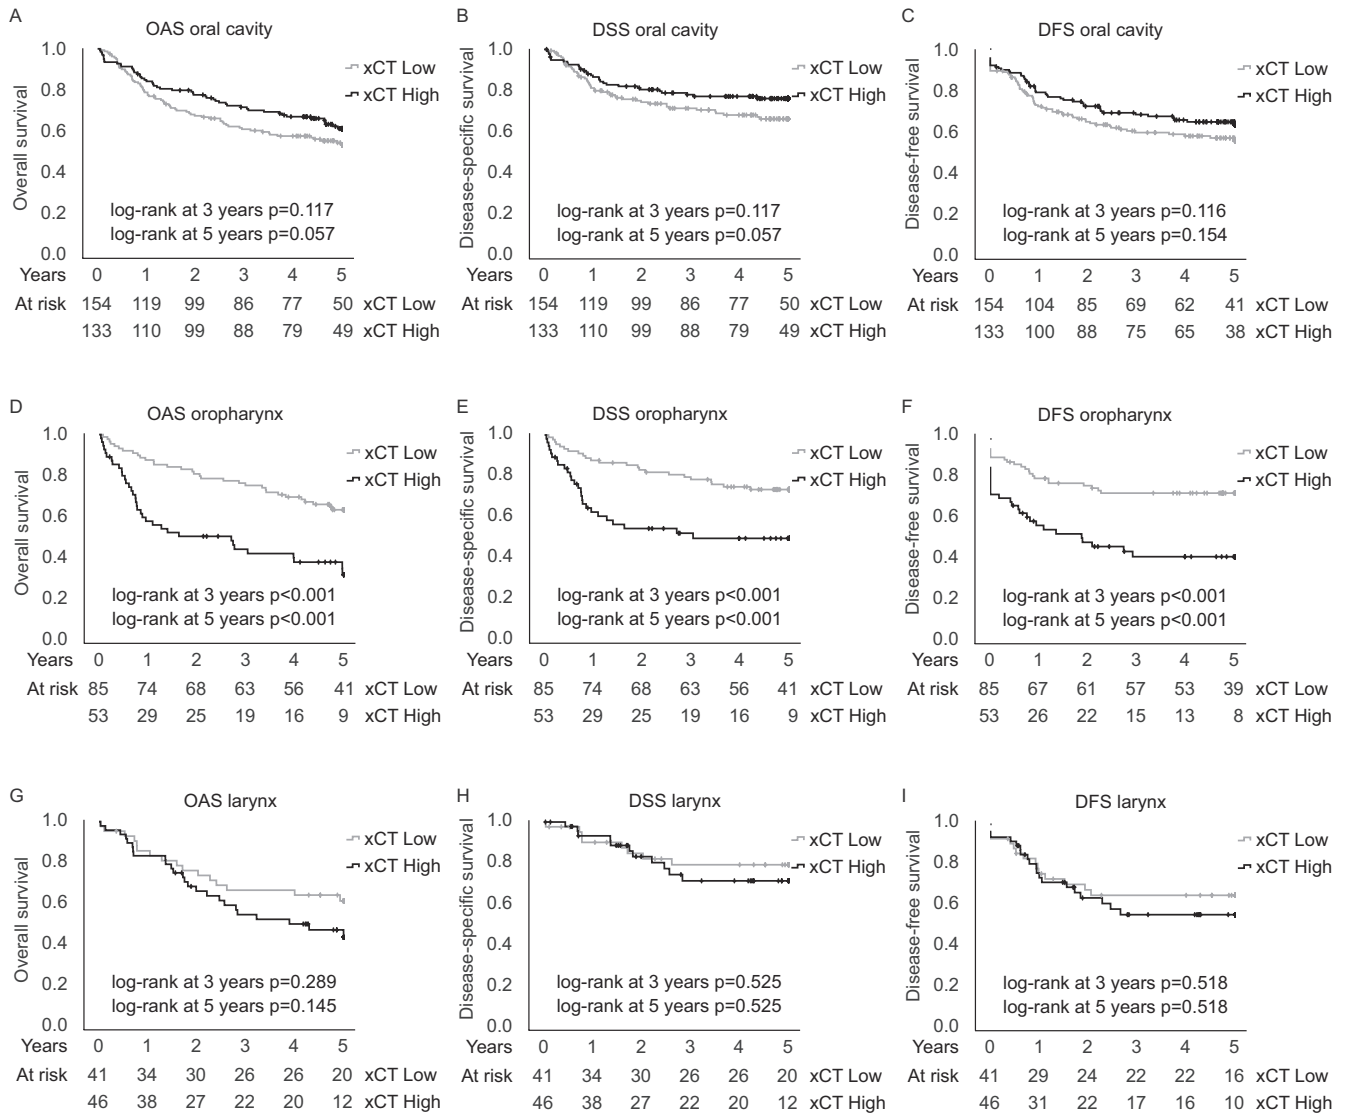 A
OAS oral cavity
Overall survival
1.0
0.8
0.6
0.4
0.2
0.0
xCT Low
xCT High
log-rank at 3 years p=0.117
log-rank at 5 years p=0.057
Years 0 1 2 3 4 5
At risk 154 119 99 86 77 50 xCT Low
133 110 99 88 79 49 xCT High
B
DSS oral cavity
Disease-specific survival
1.0
0.8
0.6
0.4
0.2
0.0
xCT Low
xCT High
log-rank at 3 years p=0.117
log-rank at 5 years p=0.057
0 1 2 3 4 5
154 119 99 86 77 50 xCT Low
133 110 99 88 79 49 xCT High
C
DFS oral cavity
Disease-free survival
1.0
0.8
0.6
0.4
0.2
0.0
xCT Low
xCT High
log-rank at 3 years p=0.116
log-rank at 5 years p=0.154
0 1 2 3 4 5
154 104 85 69 62 41 xCT Low
133 100 88 75 65 38 xCT High
D
OAS oropharynx
Overall survival
1.0
0.8
0.6
0.4
0.2
0.0
xCT Low
xCT High
log-rank at 3 years p<0.001
log-rank at 5 years p<0.001
Years 0 1 2 3 4 5
At risk 85 74 68 63 56 41 xCT Low
53 29 25 19 16 9 xCT High
E
DSS oropharynx
Disease-specific survival
1.0
0.8
0.6
0.4
0.2
0.0
xCT Low
xCT High
log-rank at 3 years p<0.001
log-rank at 5 years p<0.001
0 1 2 3 4 5
85 74 68 63 56 41 xCT Low
53 29 25 19 16 9 xCT High
F
DFS oropharynx
Disease-free survival
1.0
0.8
0.6
0.4
0.2
0.0
xCT Low
xCT High
log-rank at 3 years p<0.001
log-rank at 5 years p<0.001
0 1 2 3 4 5
85 67 61 57 53 39 xCT Low
53 26 22 15 13 8 xCT High
G
OAS larynx
Overall survival
1.0
0.8
0.6
0.4
0.2
0.0
xCT Low
xCT High
log-rank at 3 years p=0.289
log-rank at 5 years p=0.145
Years 0 1 2 3 4 5
At risk 41 34 30 26 26 20 xCT Low
46 38 27 22 20 12 xCT High
H
DSS larynx
Disease-specific survival
1.0
0.8
0.6
0.4
0.2
0.0
xCT Low
xCT High
log-rank at 3 years p=0.525
log-rank at 5 years p=0.525
0 1 2 3 4 5
41 34 30 26 26 20 xCT Low
46 38 27 22 20 12 xCT High
I
DFS larynx
Disease-free survival
1.0
0.8
0.6
0.4
0.2
0.0
xCT Low
xCT High
log-rank at 3 years p=0.518
log-rank at 5 years p=0.518
0 1 2 3 4 5
41 29 24 22 22 16 xCT Low
46 31 22 17 16 10 xCT High